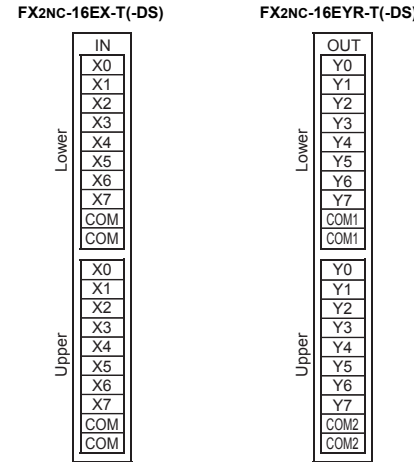 FX2NC-16EX-T(-DS)
IN
Lower
X0
X1
X2
X3
X4
X5
X6
X7
COM
COM
Upper
X0
X1
X2
X3
X4
X5
X6
X7
COM
COM
FX2NC-16EYR-T(-DS)
OUT
Lower
Y0
Y1
Y2
Y3
Y4
Y5
Y6
Y7
COM1
COM1
Upper
Y0
Y1
Y2
Y3
Y4
Y5
Y6
Y7
COM2
COM2